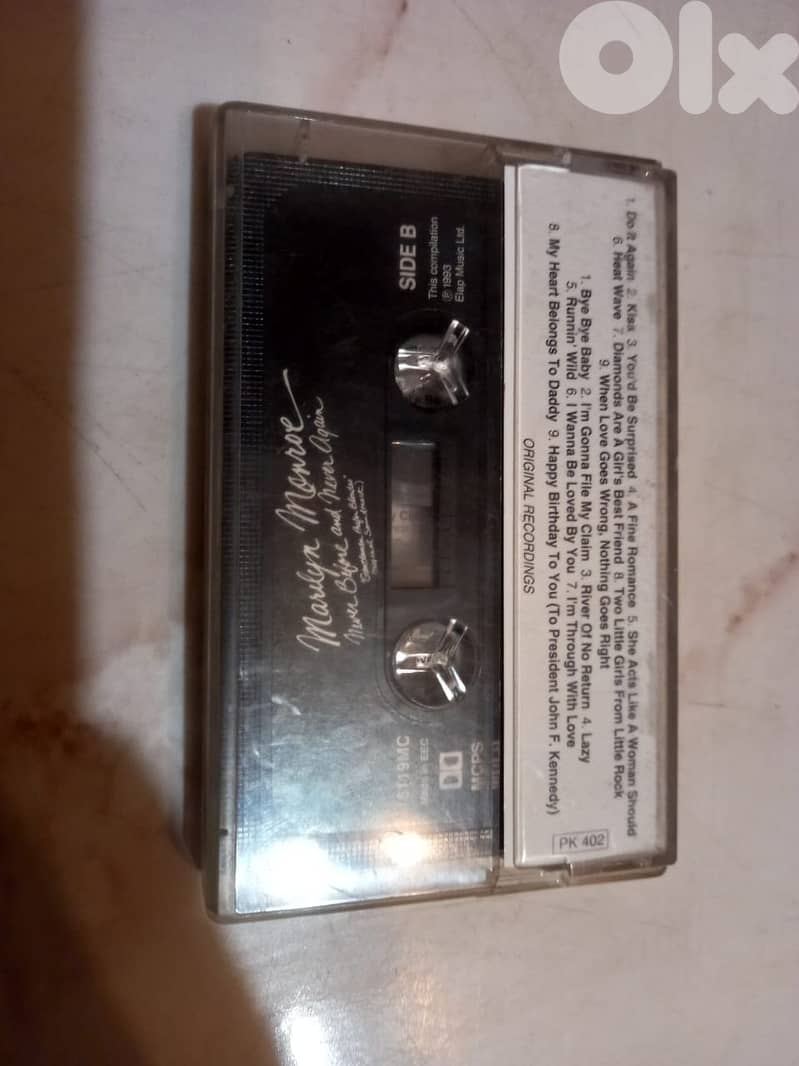 OLX
1. Do It Again 2. Kiss 3. You'd Be Surprised 4. A Fine Romance 5. She Acts Like A Woman Should
6. Heat Wave 7. Diamonds Are A Girl's Best Friend 8. Two Little Girls From Little Rock
9. When Love Goes Wrong, Nothing Goes Right
1. Bye Bye Baby 2. I'm Gonna File My Claim 3. River Of No Return 4. Lazy
5. Runnin' Wild 6. I Wanna Be Loved By You 7. I'm Through With Love
8. My Heart Belongs To Daddy 9. Happy Birthday To You (To President John F. Kennedy)
ORIGINAL RECORDINGS
PK 402
SIDE B
This compilation
℗ 1993
Elap Music Ltd.
Made in EEC
MCPS
Marilyn Monroe
Never Before and Never Again